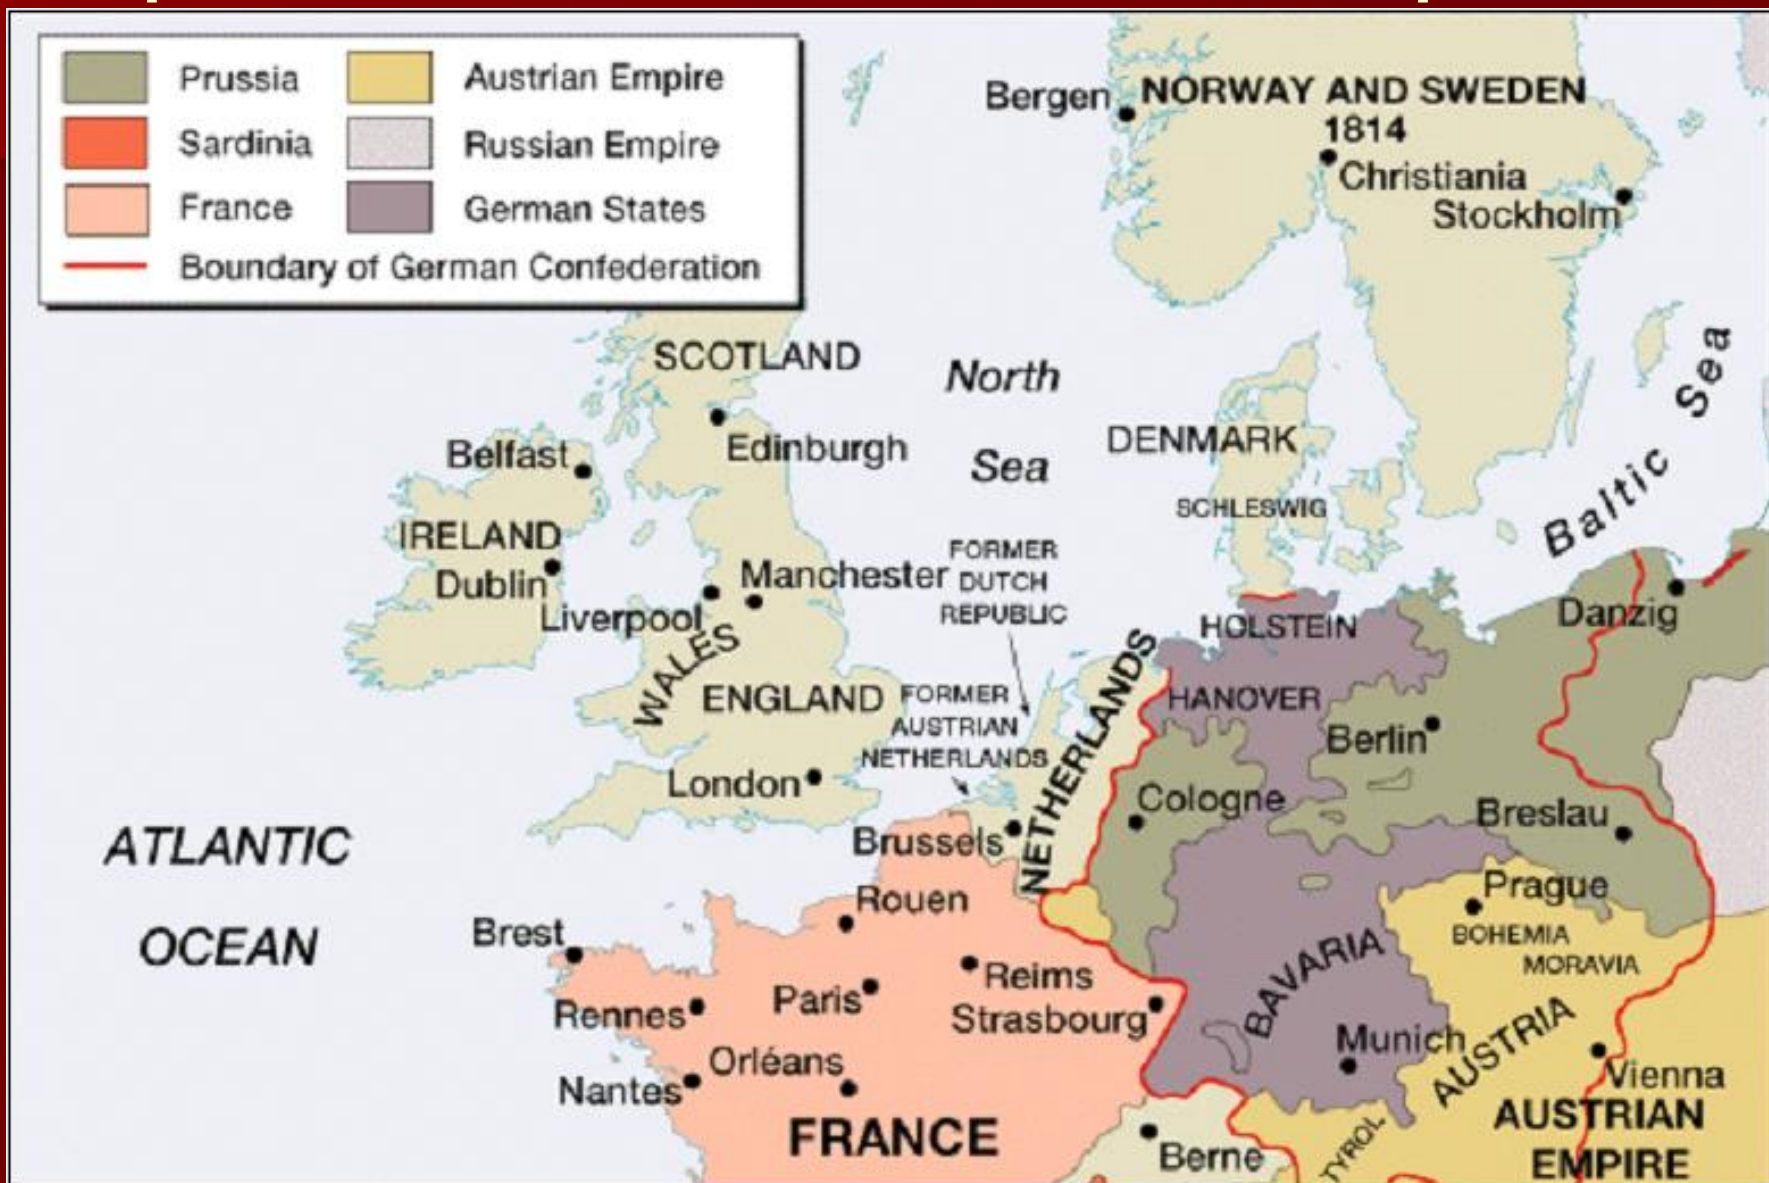 Prussia
Sardinia
France
Austrian Empire
Russian Empire
German States
Boundary of German Confederation
Bergen
NORWAY AND SWEDEN
1814
Christiania
Stockholm
SCOTLAND
Edinburgh
North
Sea
Baltic Sea
DENMARK
SCHLESWIG
Belfast
IRELAND
Dublin
Manchester
Liverpool
WALES
ENGLAND
London
FORMER
DUTCH
REPUBLIC
FORMER
AUSTRIAN
NETHERLANDS
NETHERLANDS
HOLSTEIN
HANOVER
Danzig
Berlin
Cologne
Breslau
Brussels
ATLANTIC
OCEAN
Rouen
Brest
Reims
Paris
Strasbourg
Rennes
Orléans
Nantes
FRANCE
Prague
BOHEMIA
MORAVIA
BAVARIA
Munich
AUSTRIA
Vienna
AUSTRIAN
EMPIRE
TYROL
Berne